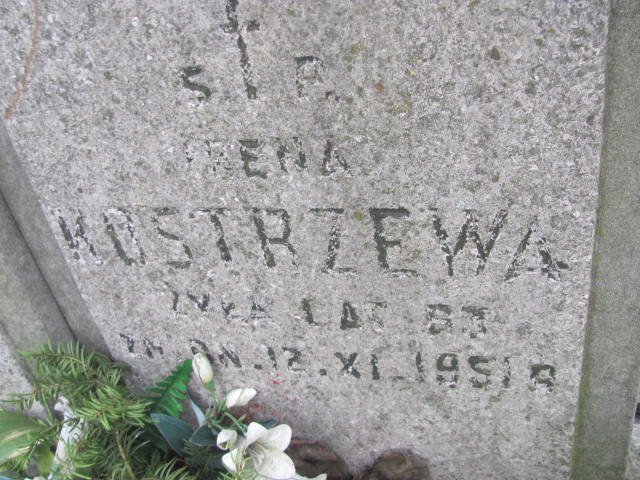 Ś P.
IRENA
KOSTRZEWA
ŻYŁA LAT 83
ZM. DN. 12.XI.1951 R